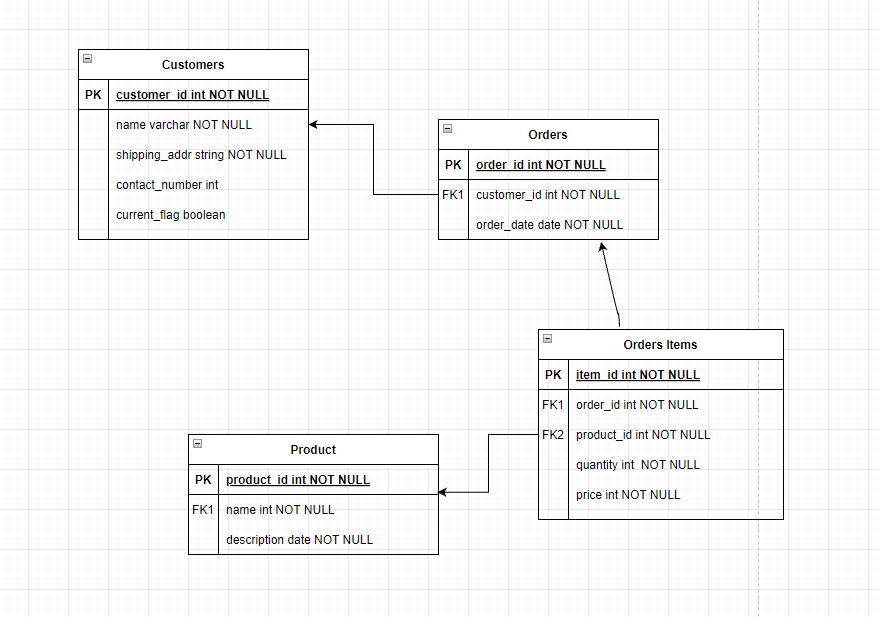 Customers
PK customer_id int NOT NULL
name varchar NOT NULL
shipping_addr string NOT NULL
contact_number int
current_flag boolean
Orders
PK order_id int NOT NULL
FK1 customer_id int NOT NULL
order_date date NOT NULL
Orders Items
PK item_id int NOT NULL
FK1 order_id int NOT NULL
FK2 product_id int NOT NULL
quantity int  NOT NULL
price int NOT NULL
Product
PK product_id int NOT NULL
FK1 name int NOT NULL
description date NOT NULL